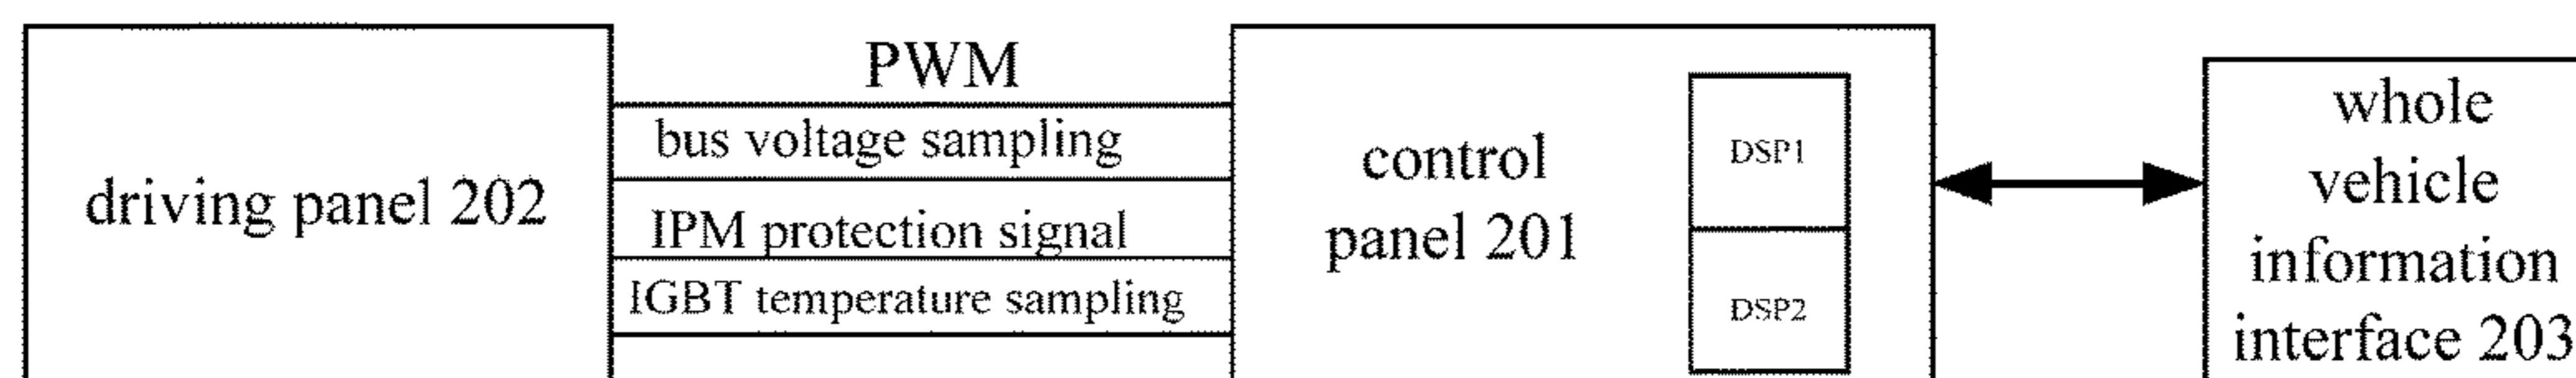 driving panel 202
PWM
bus voltage sampling
IPM protection signal
IGBT temperature sampling
control
panel 201
DSP1
DSP2
whole
vehicle
information
interface 203